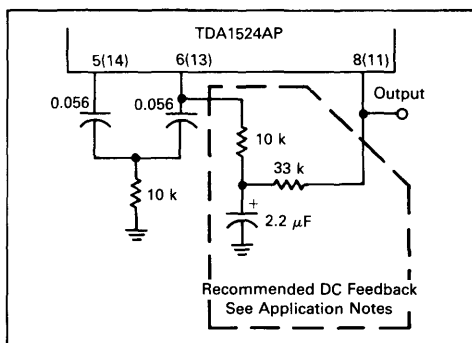 TDA1524AP
5(14) 6(13) 8(11)
0.056 0.056 Output
10 k
33 k
10 k
+
2.2 μF
Recommended DC Feedback
See Application Notes